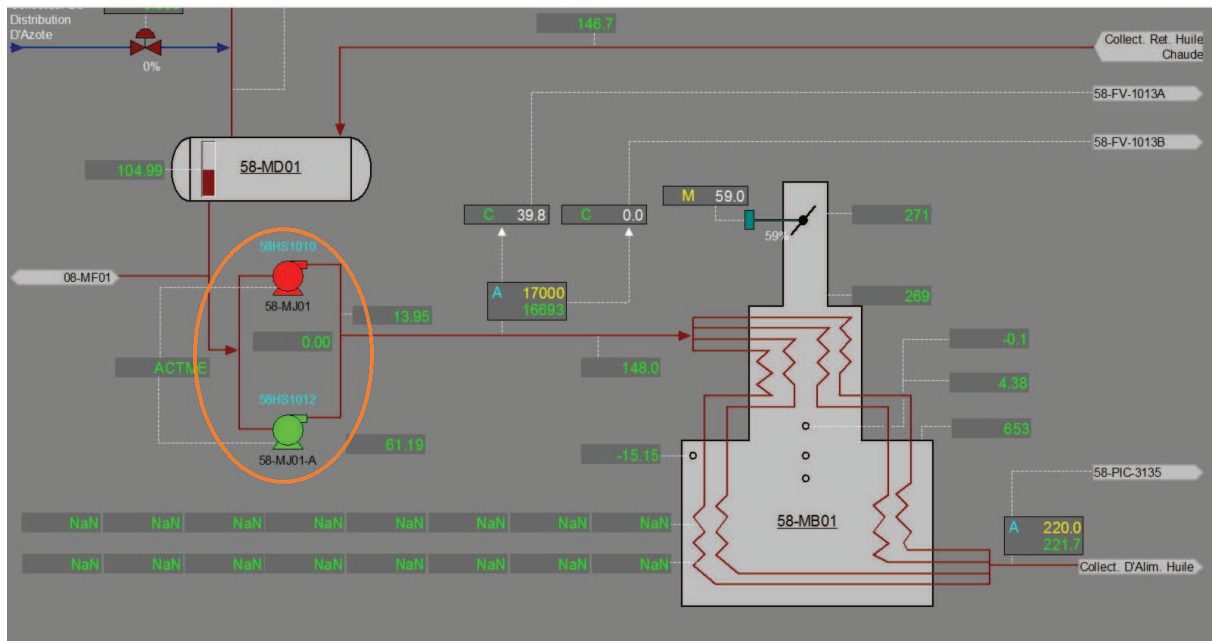 Distribution
D'Azote
0%
146.7
Collect. Ret. Huile
Chaude
58-FV-1013A
58-FV-1013B
104.99
58-MD01
C 39.8
C 0.0
M 59.0
59%
271
08-MF01
58HS1010
58-MJ01
A 17000
16693
269
13.95
0.00
148.0
-0.1
ACTME
4.38
58HS1012
653
58-MJ01-A
61.19
-15.15
58-PIC-3135
NaN NaN NaN NaN NaN NaN NaN NaN
58-MB01
A 220.0
221.7
NaN NaN NaN NaN NaN NaN NaN NaN
Collect. D'Alim. Huile